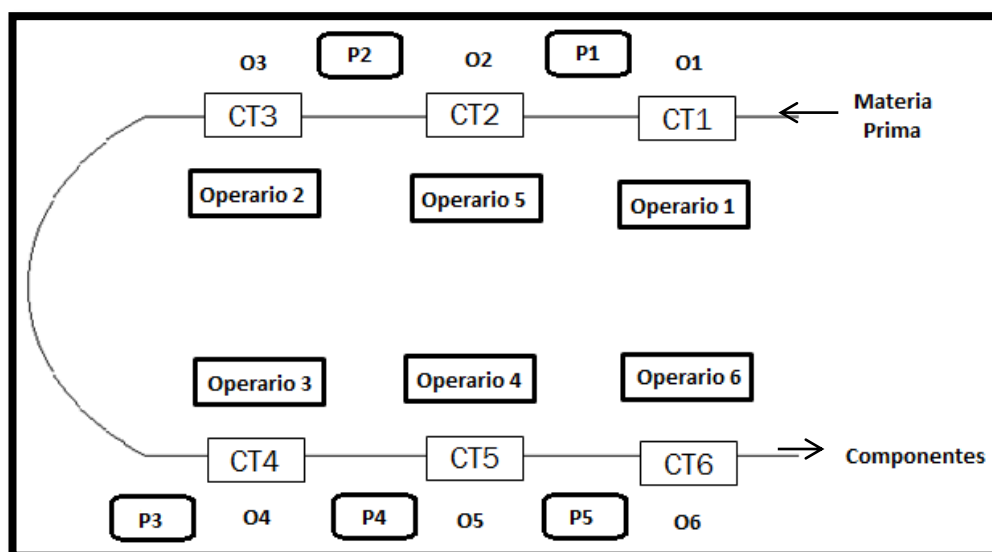 O3 P2 O2 P1 O1
CT3 CT2 CT1 Materia
Prima
Operario 2 Operario 5 Operario 1
Operario 3 Operario 4 Operario 6
CT4 CT5 CT6 Componentes
P3 O4 P4 O5 P5 O6